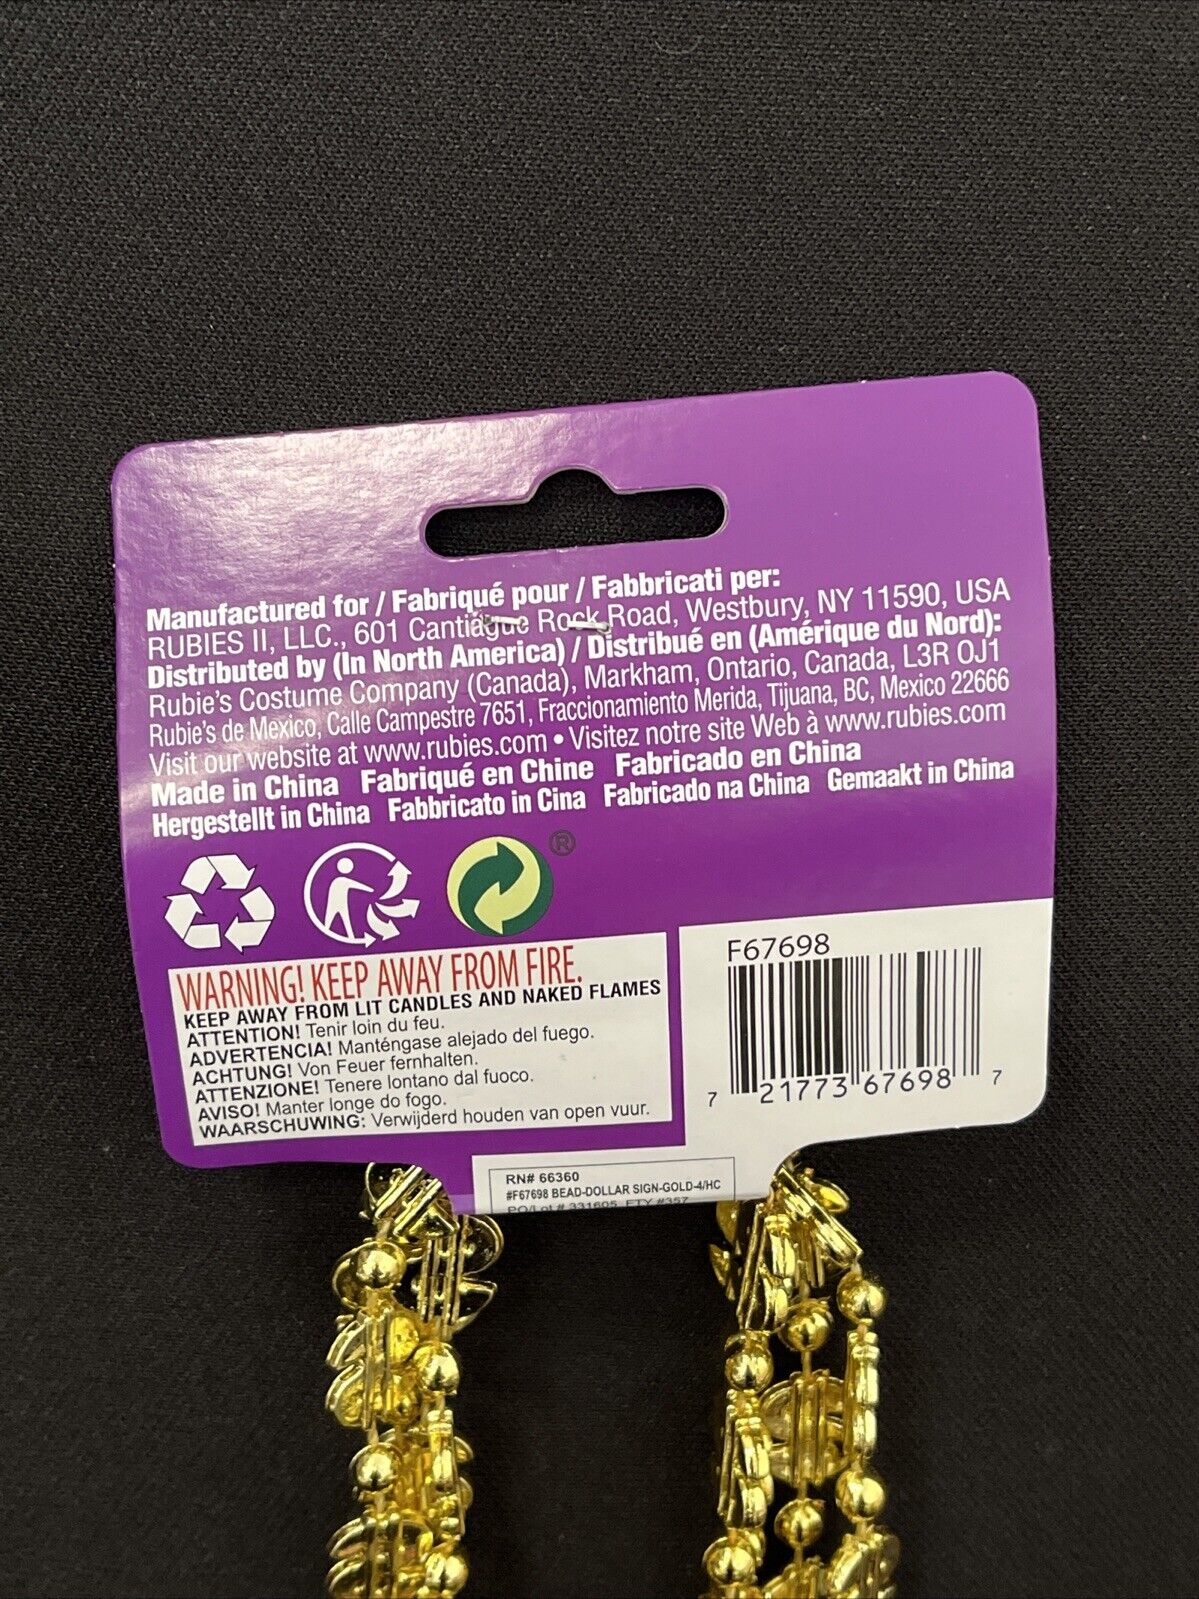 Manufactured for / Fabriqué pour / Fabbricati per:
RUBIES II, LLC., 601 Cantiague Rock Road, Westbury, NY 11590, USA
Distributed by (In North America) / Distribué en (Amérique du Nord):
Rubie's Costume Company (Canada), Markham, Ontario, Canada, L3R 0J1
Rubie's de Mexico, Calle Campestre 7651, Fraccionamiento Merida, Tijuana, BC, Mexico 22666
Visit our website at www.rubies.com • Visitez notre site Web à www.rubies.com
Made in China Fabriqué en Chine Fabricado en China
Hergestellt in China Fabbricato in Cina Fabricado na China Gemaakt in China
®
WARNING! KEEP AWAY FROM FIRE.
KEEP AWAY FROM LIT CANDLES AND NAKED FLAMES
ATTENTION! Tenir loin du feu.
ADVERTENCIA! Manténgase alejado del fuego.
ACHTUNG! Von Feuer fernhalten.
ATTENZIONE! Tenere lontano dal fuoco.
AVISO! Manter longe do fogo.
WAARSCHUWING: Verwijderd houden van open vuur.
F67698
7 21773 67698 7
RN# 66360
#F67698 BEAD-DOLLAR SIGN-GOLD-4/HC
PO/Lot # 331605 FTY #357